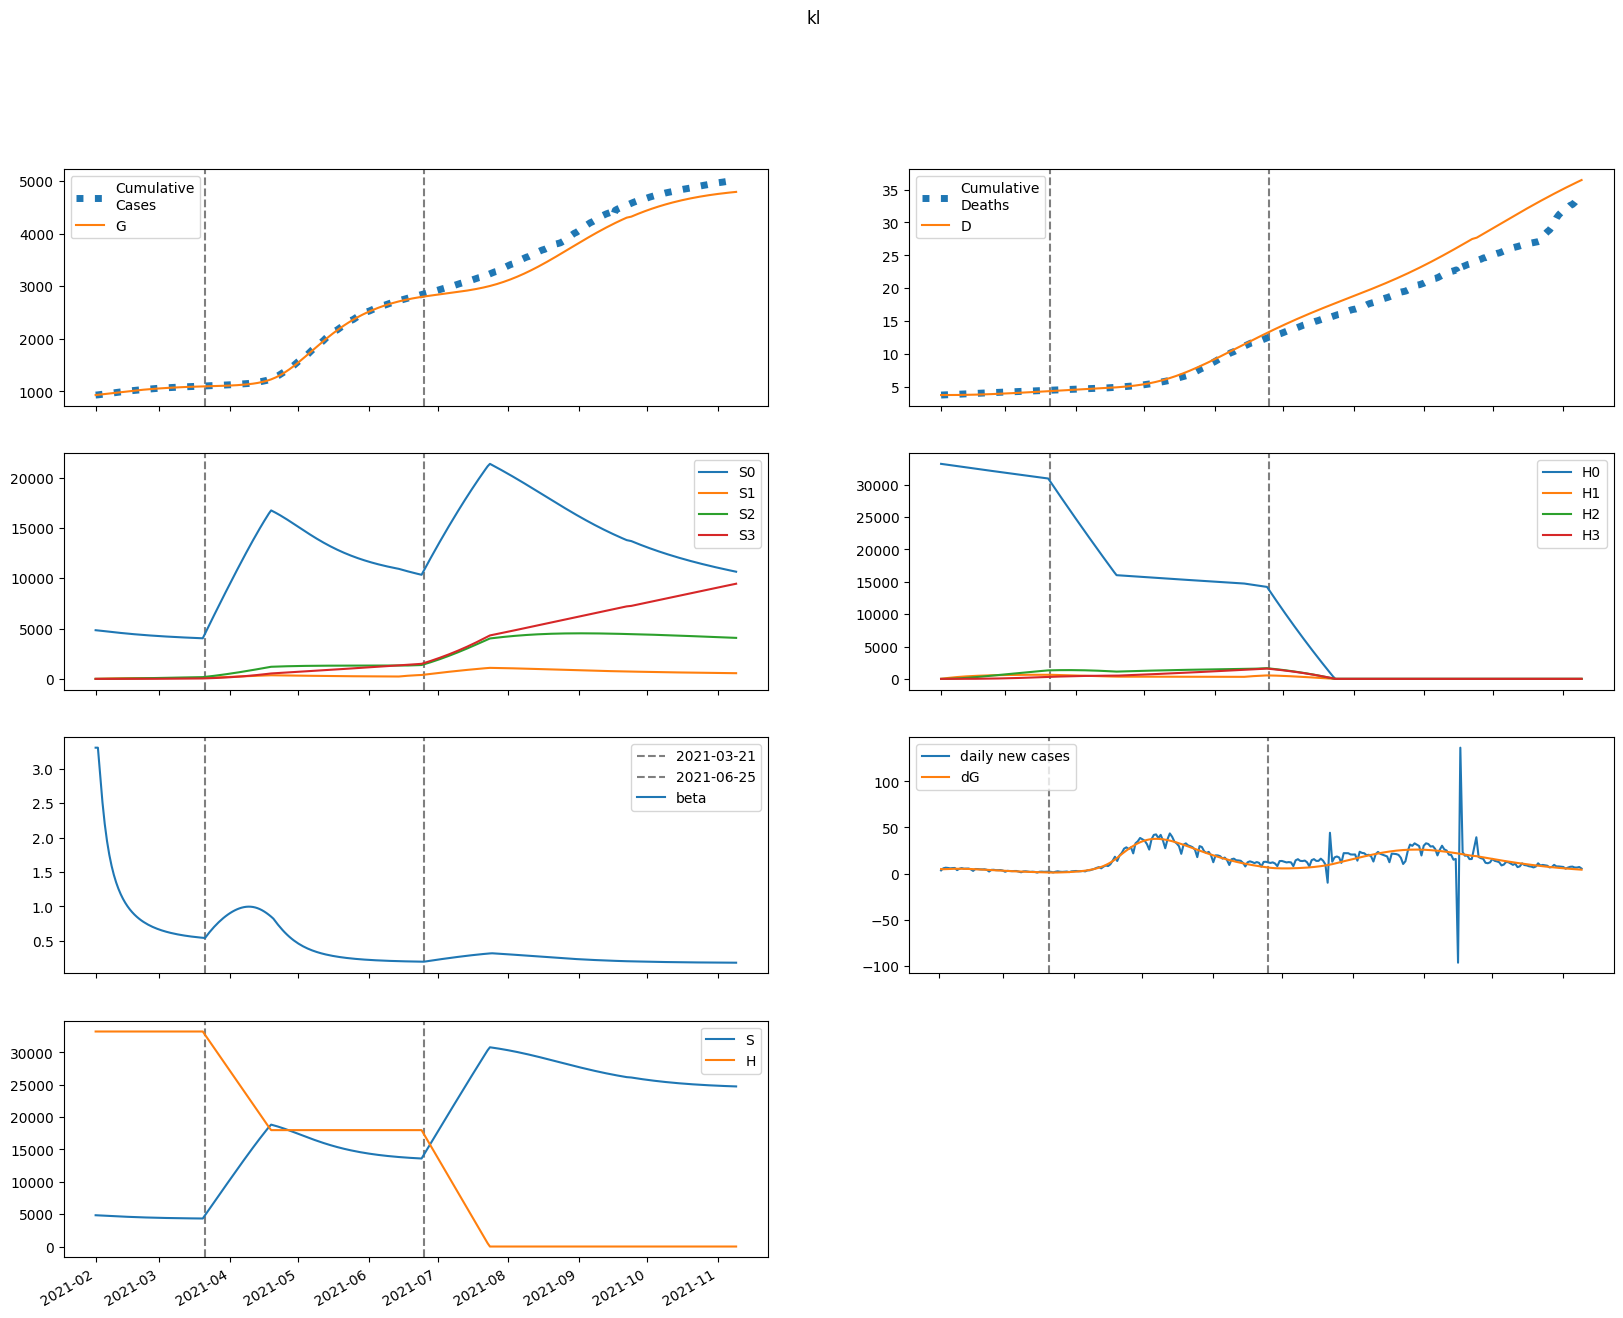 kl
5000
4000
3000
2000
1000
Cumulative
Cases
G
35
30
25
20
15
10
5
Cumulative
Deaths
D
20000
15000
10000
5000
0
S0
S1
S2
S3
30000
25000
20000
15000
10000
5000
0
H0
H1
H2
H3
3.0
2.5
2.0
1.5
1.0
0.5
2021-03-21
2021-06-25
beta
100
50
0
−50
−100
daily new cases
dG
30000
25000
20000
15000
10000
5000
0
S
H
2021-02
2021-03
2021-04
2021-05
2021-06
2021-07
2021-08
2021-09
2021-10
2021-11